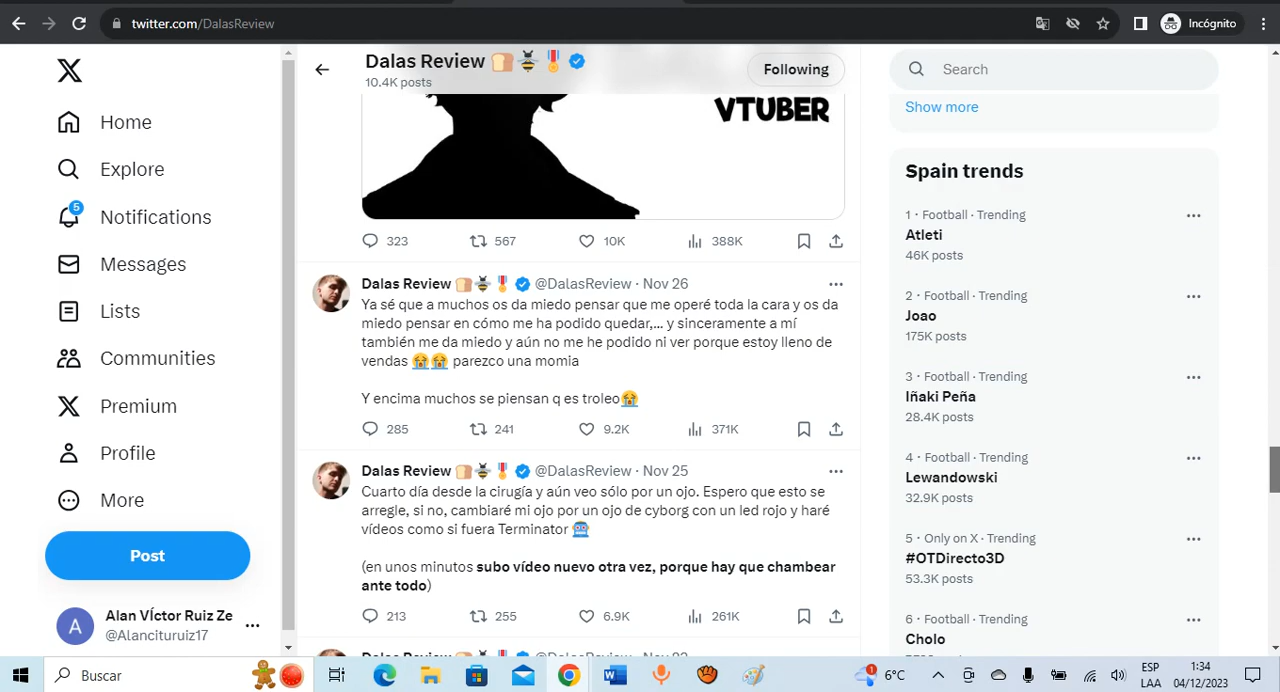 twitter.com/DalasReview
Incógnito
Home
Explore
5
Notifications
Messages
Lists
Communities
Premium
Profile
More
Post
Alan VÍctor Ruiz Ze
@Alancituruiz17
Dalas Review
10.4K posts
Following
VTUBER
323 567 10K 388K
Dalas Review @DalasReview · Nov 26
Ya sé que a muchos os da miedo pensar que me operé toda la cara y os da
miedo pensar en cómo me ha podido quedar,... y sinceramente a mí
también me da miedo y aún no me he podido ni ver porque estoy lleno de
vendas 😭😭 parezco una momia
Y encima muchos se piensan q es troleo😭
285 241 9.2K 371K
Dalas Review @DalasReview · Nov 25
Cuarto día desde la cirugía y aún veo sólo por un ojo. Espero que esto se
arregle, si no, cambiaré mi ojo por un ojo de cyborg con un led rojo y haré
vídeos como si fuera Terminator 🤖
(en unos minutos subo vídeo nuevo otra vez, porque hay que chambear
ante todo)
213 255 6.9K 261K
Search
Show more
Spain trends
1 · Football · Trending
Atleti
46K posts
2 · Football · Trending
Joao
175K posts
3 · Football · Trending
Iñaki Peña
28.4K posts
4 · Football · Trending
Lewandowski
32.9K posts
5 · Only on X · Trending
#OTDirecto3D
53.3K posts
6 · Football · Trending
Cholo
Buscar
1
6°C
ESP
LAA
1:34
04/12/2023